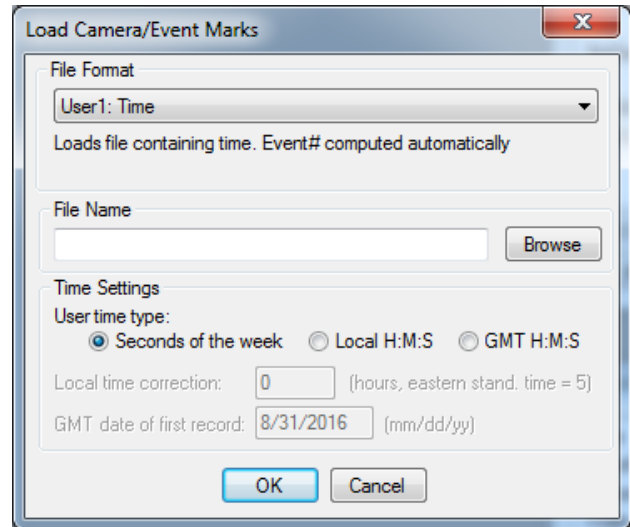 Load Camera/Event Marks
File Format
User1: Time
Loads file containing time. Event# computed automatically
File Name
Browse
Time Settings
User time type:
Seconds of the week Local H:M:S GMT H:M:S
Local time correction: 0 (hours, eastern stand. time = 5)
GMT date of first record: 8/31/2016 (mm/dd/yy)
OK Cancel